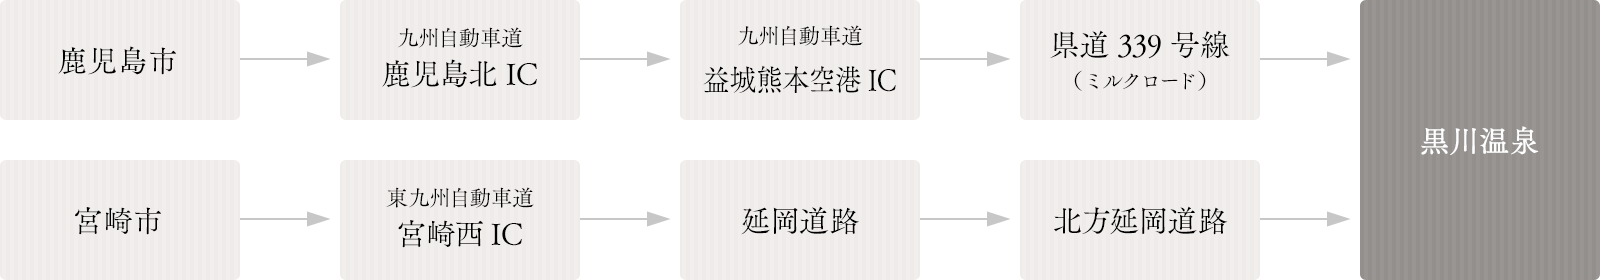 鹿児島市
九州自動車道
鹿児島北 IC
九州自動車道
益城熊本空港 IC
県道 339 号線
（ミルクロード）
宮崎市
東九州自動車道
宮崎西 IC
延岡道路
北方延岡道路
黒川温泉